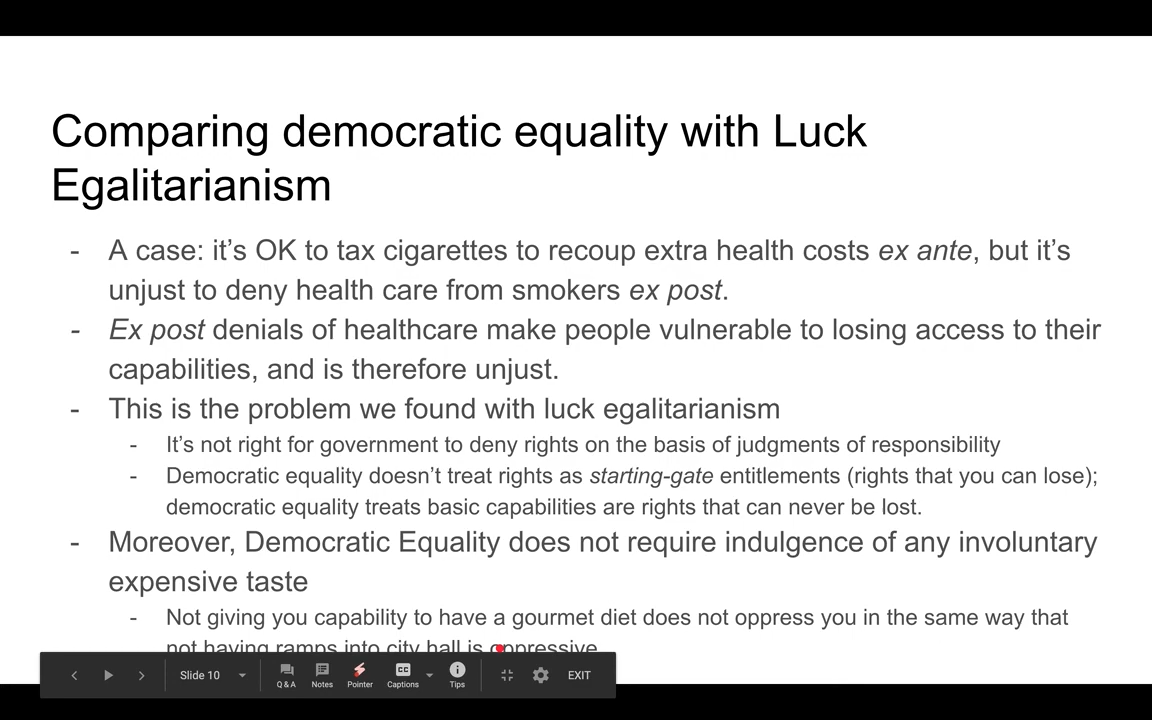 Comparing democratic equality with Luck
Egalitarianism
- A case: it's OK to tax cigarettes to recoup extra health costs ex ante, but it's
unjust to deny health care from smokers ex post.
- Ex post denials of healthcare make people vulnerable to losing access to their
capabilities, and is therefore unjust.
- This is the problem we found with luck egalitarianism
- It's not right for government to deny rights on the basis of judgments of responsibility
- Democratic equality doesn't treat rights as starting-gate entitlements (rights that you can lose);
democratic equality treats basic capabilities are rights that can never be lost.
- Moreover, Democratic Equality does not require indulgence of any involuntary
expensive taste
- Not giving you capability to have a gourmet diet does not oppress you in the same way that
not having ramps into city hall is oppressive
Slide 10
Q & A
Notes
Pointer
CC
Captions
Tips
EXIT